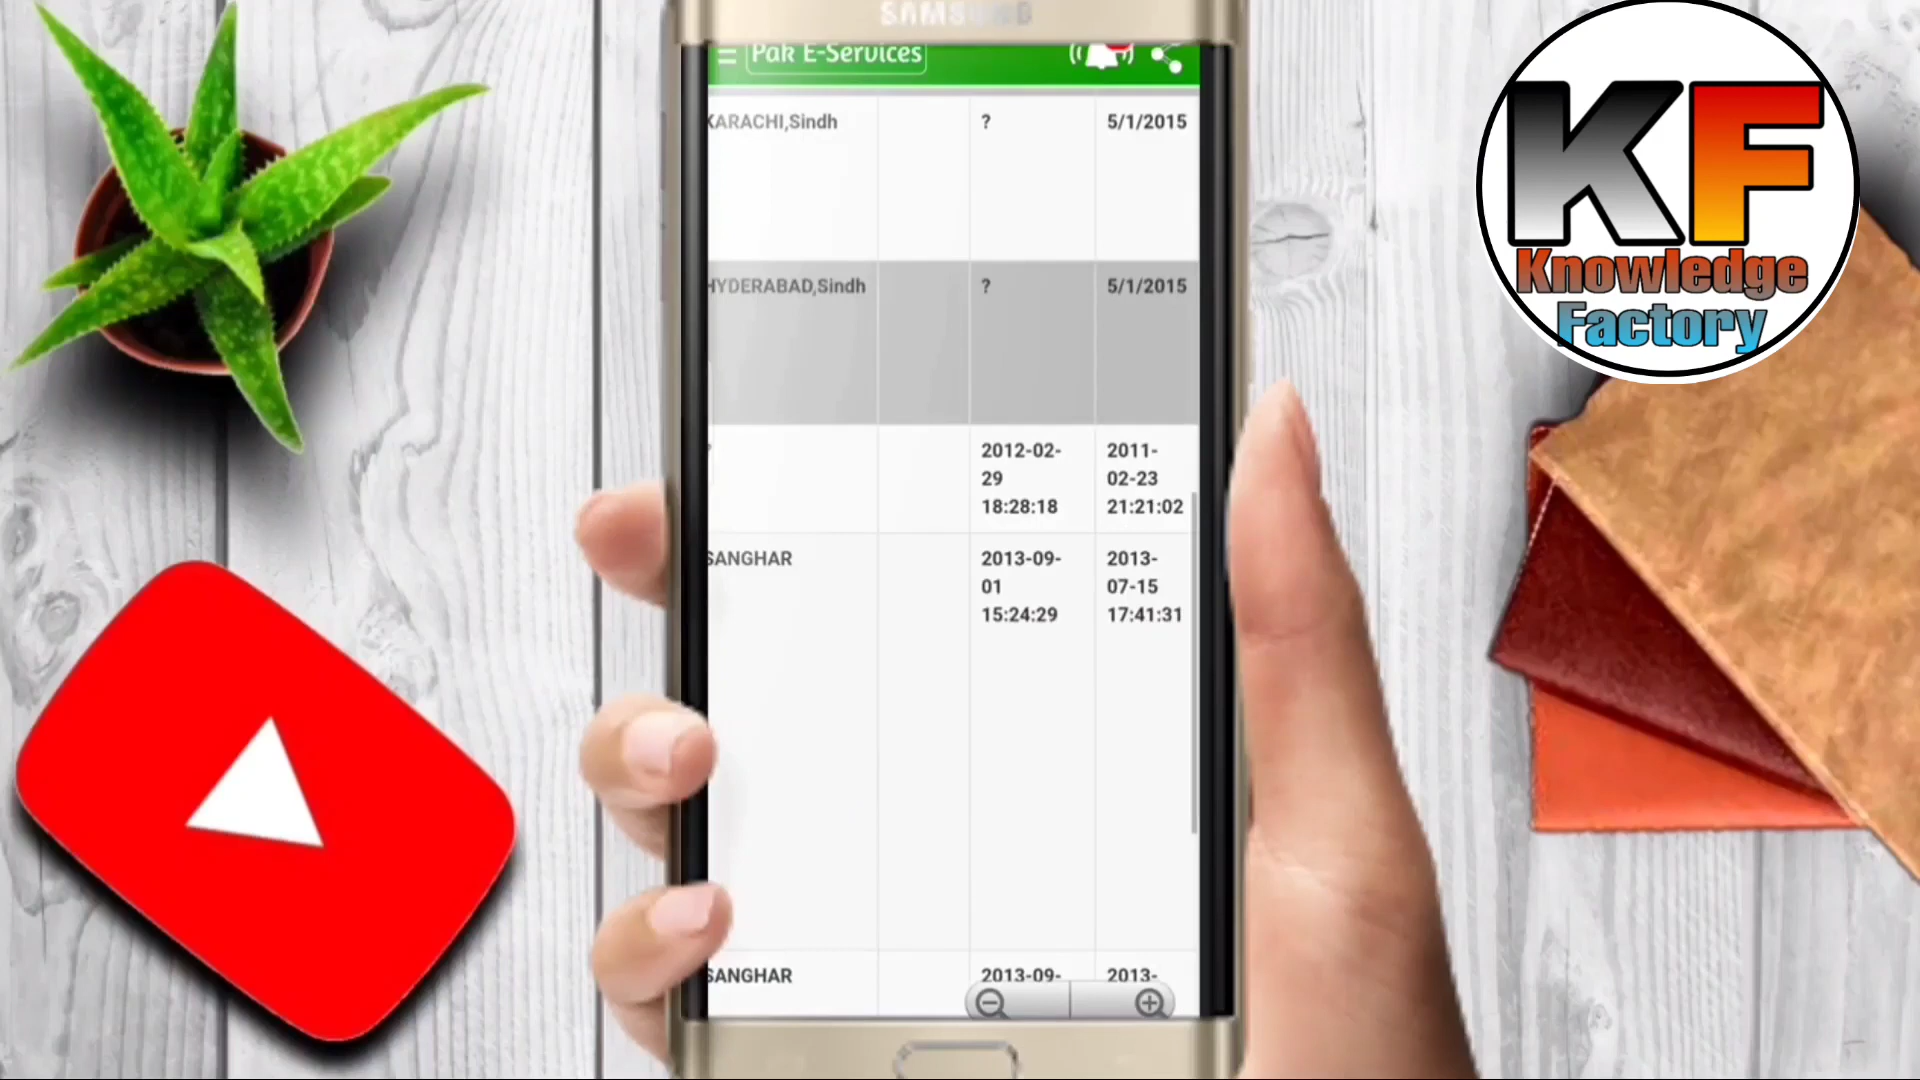 SAMSUNG
Pak E-Services
KARACHI,Sindh ? 5/1/2015
HYDERABAD,Sindh ? 5/1/2015
2012-02- 2011-
29 02-23
18:28:18 21:21:02
SANGHAR 2013-09- 2013-
01 07-15
15:24:29 17:41:31
SANGHAR 2013-09- 2013-
KF
Knowledge
Factory